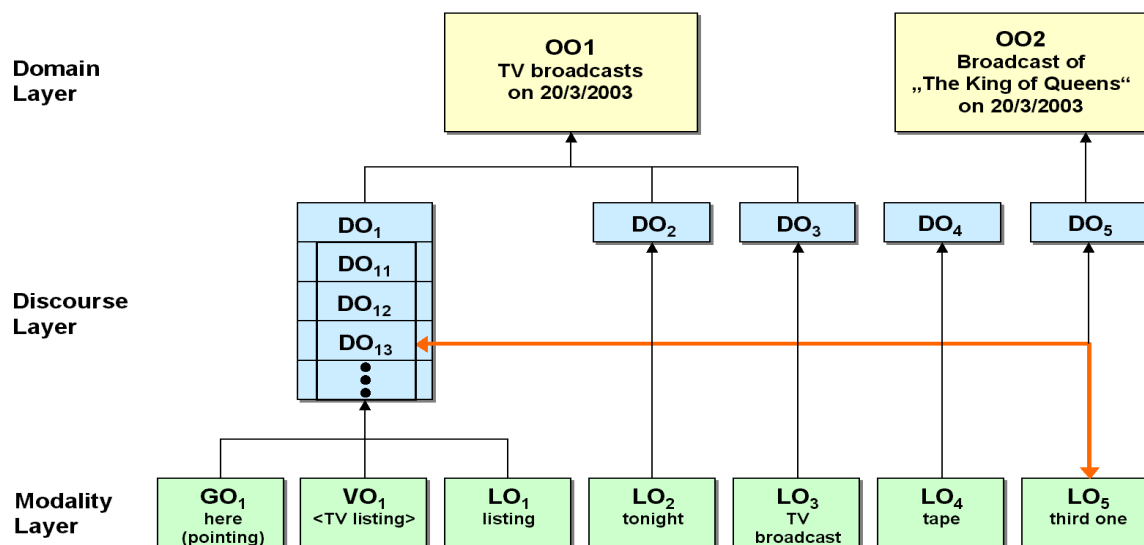 Domain
Layer
OO1
TV broadcasts
on 20/3/2003
OO2
Broadcast of
„The King of Queens“
on 20/3/2003
Discourse
Layer
DO₁
DO₁₁
DO₁₂
DO₁₃
DO₂
DO₃
DO₄
DO₅
Modality
Layer
GO₁
here
(pointing)
VO₁
<TV listing>
LO₁
listing
LO₂
tonight
LO₃
TV
broadcast
LO₄
tape
LO₅
third one